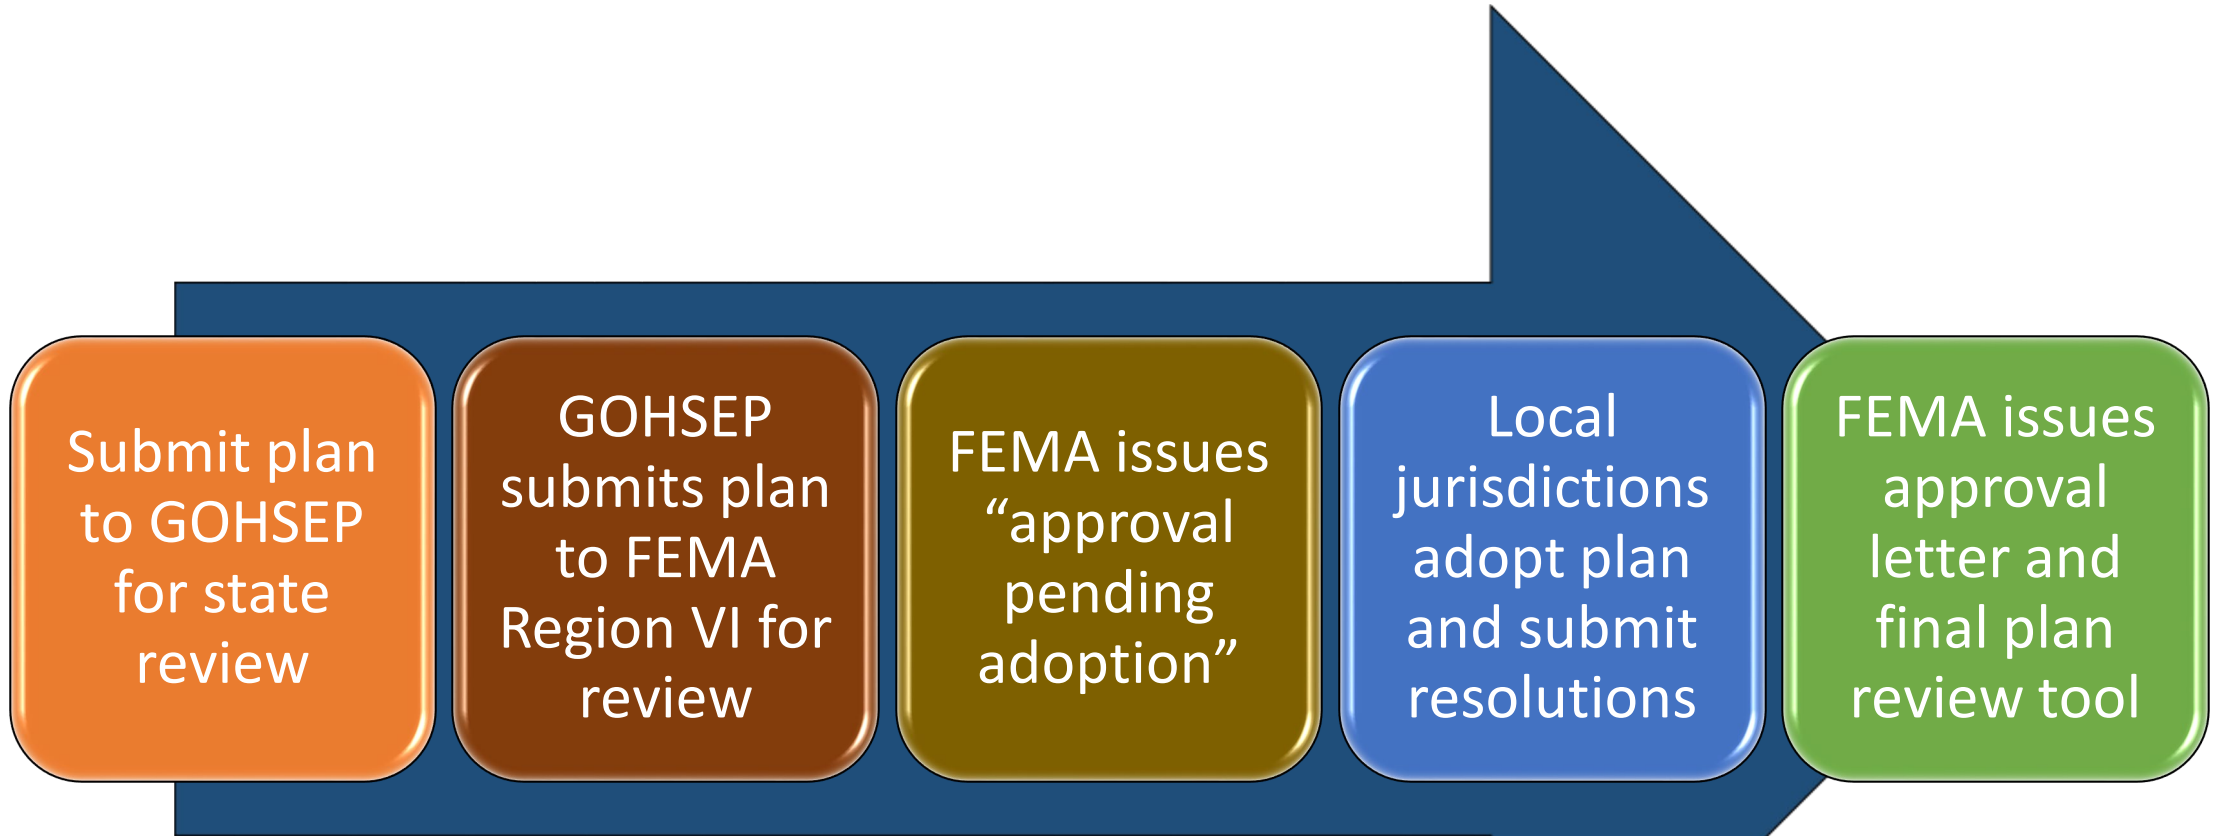 Submit plan
to GOHSEP
for state
review
GOHSEP
submits plan
to FEMA
Region VI for
review
FEMA issues
“approval
pending
adoption”
Local
jurisdictions
adopt plan
and submit
resolutions
FEMA issues
approval
letter and
final plan
review tool